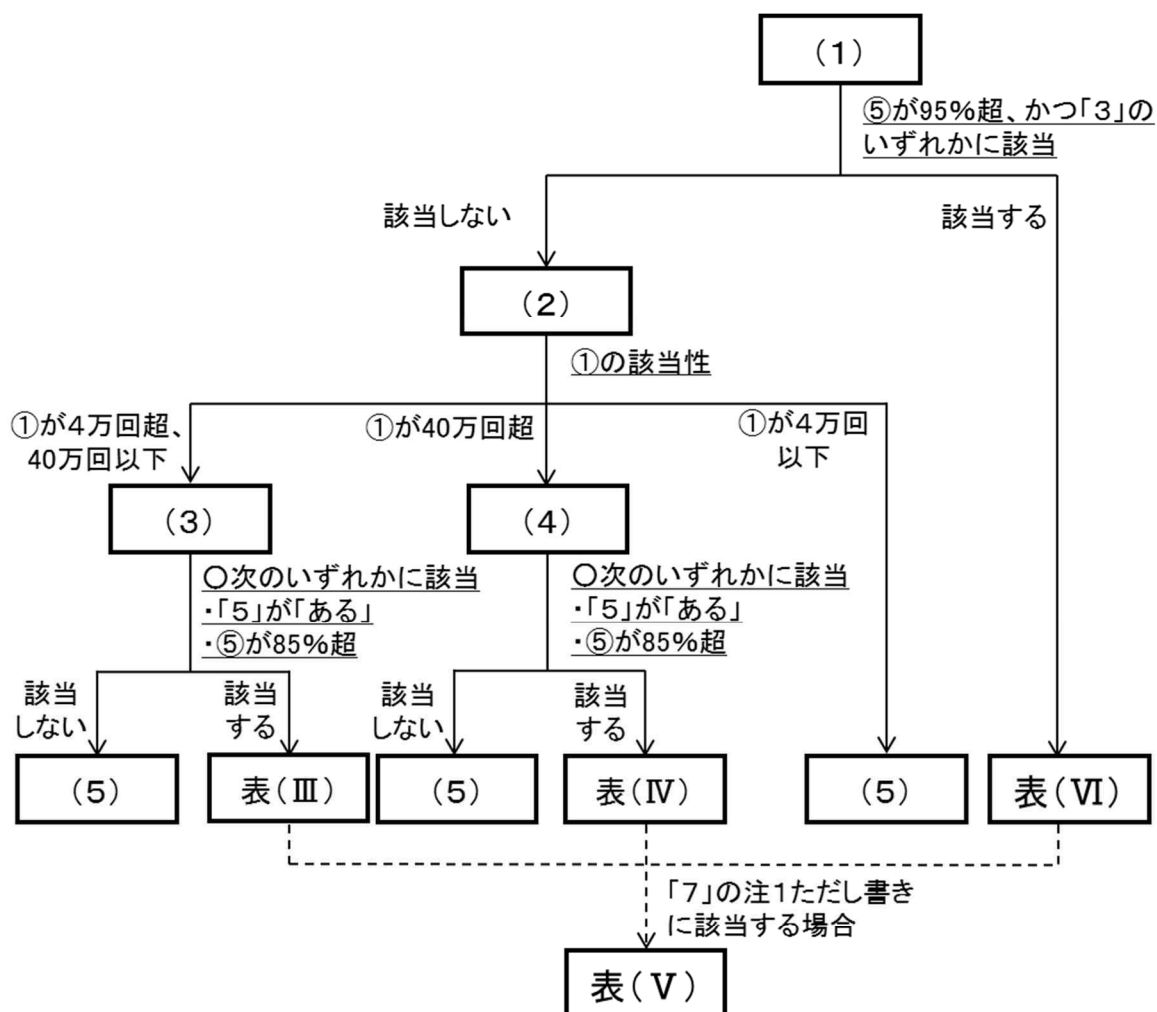 （１）
⑤が95%超、かつ「３」の
いずれかに該当
該当しない
該当する
（２）
①の該当性
①が４万回超、
40万回以下
①が40万回超
①が４万回
以下
（３）
（４）
〇次のいずれかに該当
・「５」が「ある」
・⑤が85%超
〇次のいずれかに該当
・「５」が「ある」
・⑤が85%超
該当
しない
該当
する
該当
しない
該当
する
（５）
表（Ⅲ）
（５）
表（Ⅳ）
（５）
表（Ⅵ）
「７」の注１ただし書き
に該当する場合
表（Ⅴ）